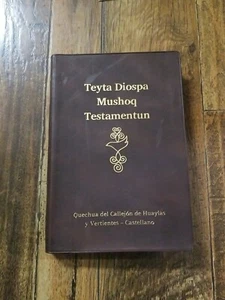 Teyta Diospa
Mushoq
Testamentun
Quechua del Callejón de Huaylas
y Vertientes – Castellano